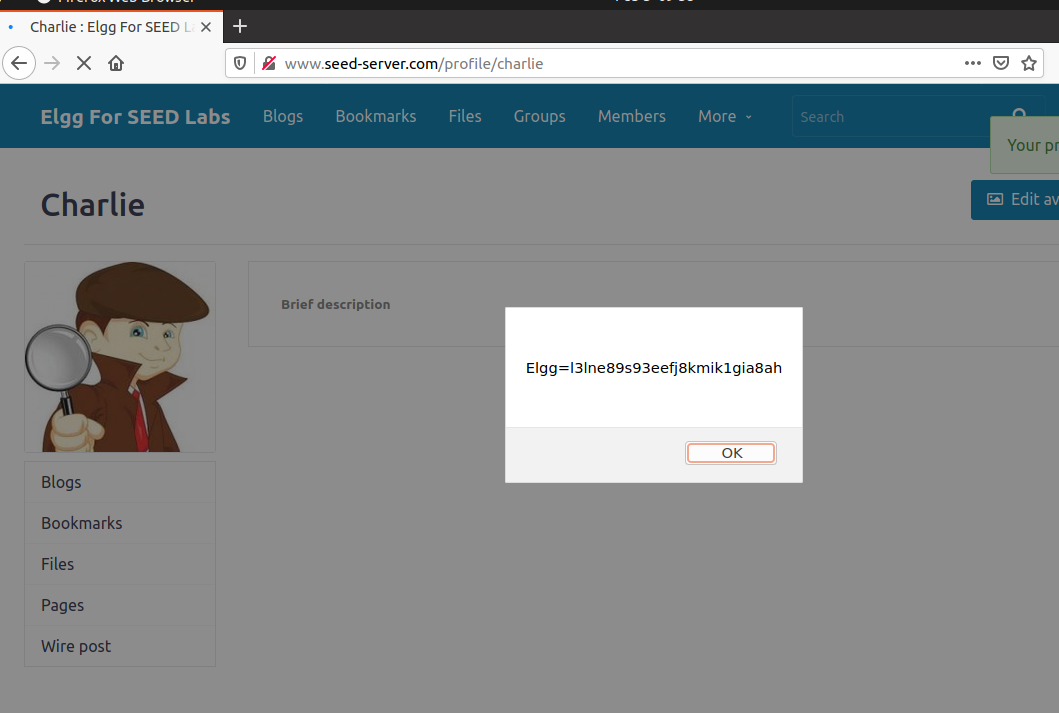 Charlie : Elgg For SEED La
www.seed-server.com/profile/charlie
Elgg For SEED Labs Blogs Bookmarks Files Groups Members More Search
Your pr
Charlie
Edit av
Brief description
Elgg=l3lne89s93eefj8kmik1gia8ah
OK
Blogs
Bookmarks
Files
Pages
Wire post